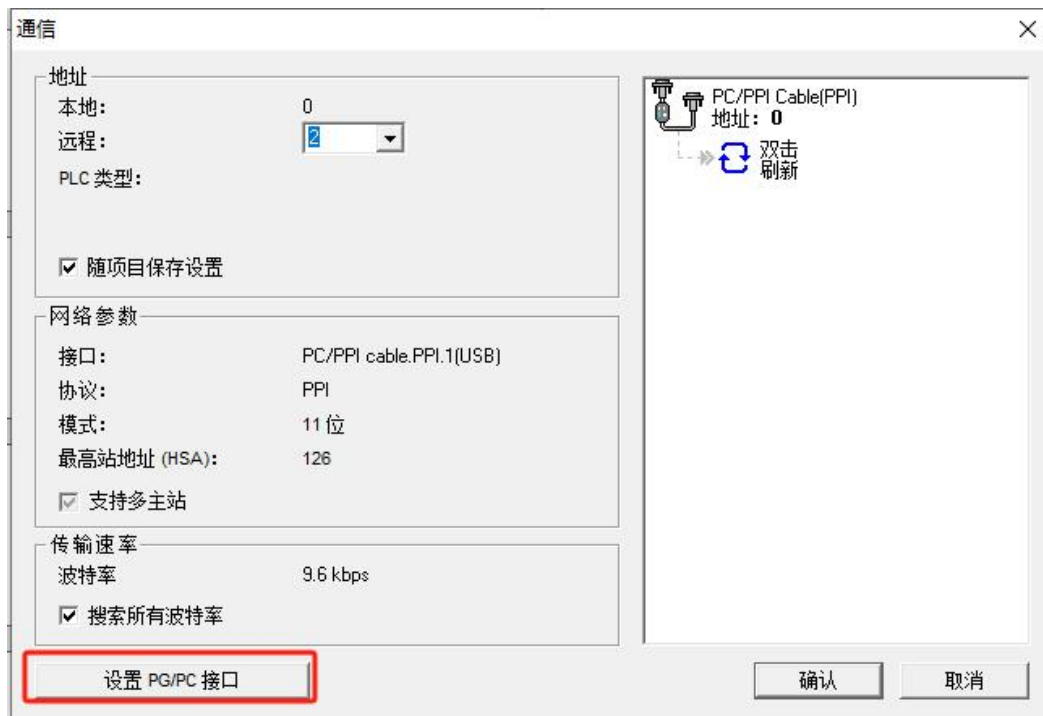 通信
地址
本地： 0
远程： 2
PLC 类型：
随项目保存设置
网络参数
接口： PC/PPI cable.PPI.1(USB)
协议： PPI
模式： 11 位
最高站地址 (HSA)： 126
支持多主站
传输速率
波特率 9.6 kbps
搜索所有波特率
设置 PG/PC 接口
PC/PPI Cable(PPI)
地址：0
双击
刷新
确认
取消